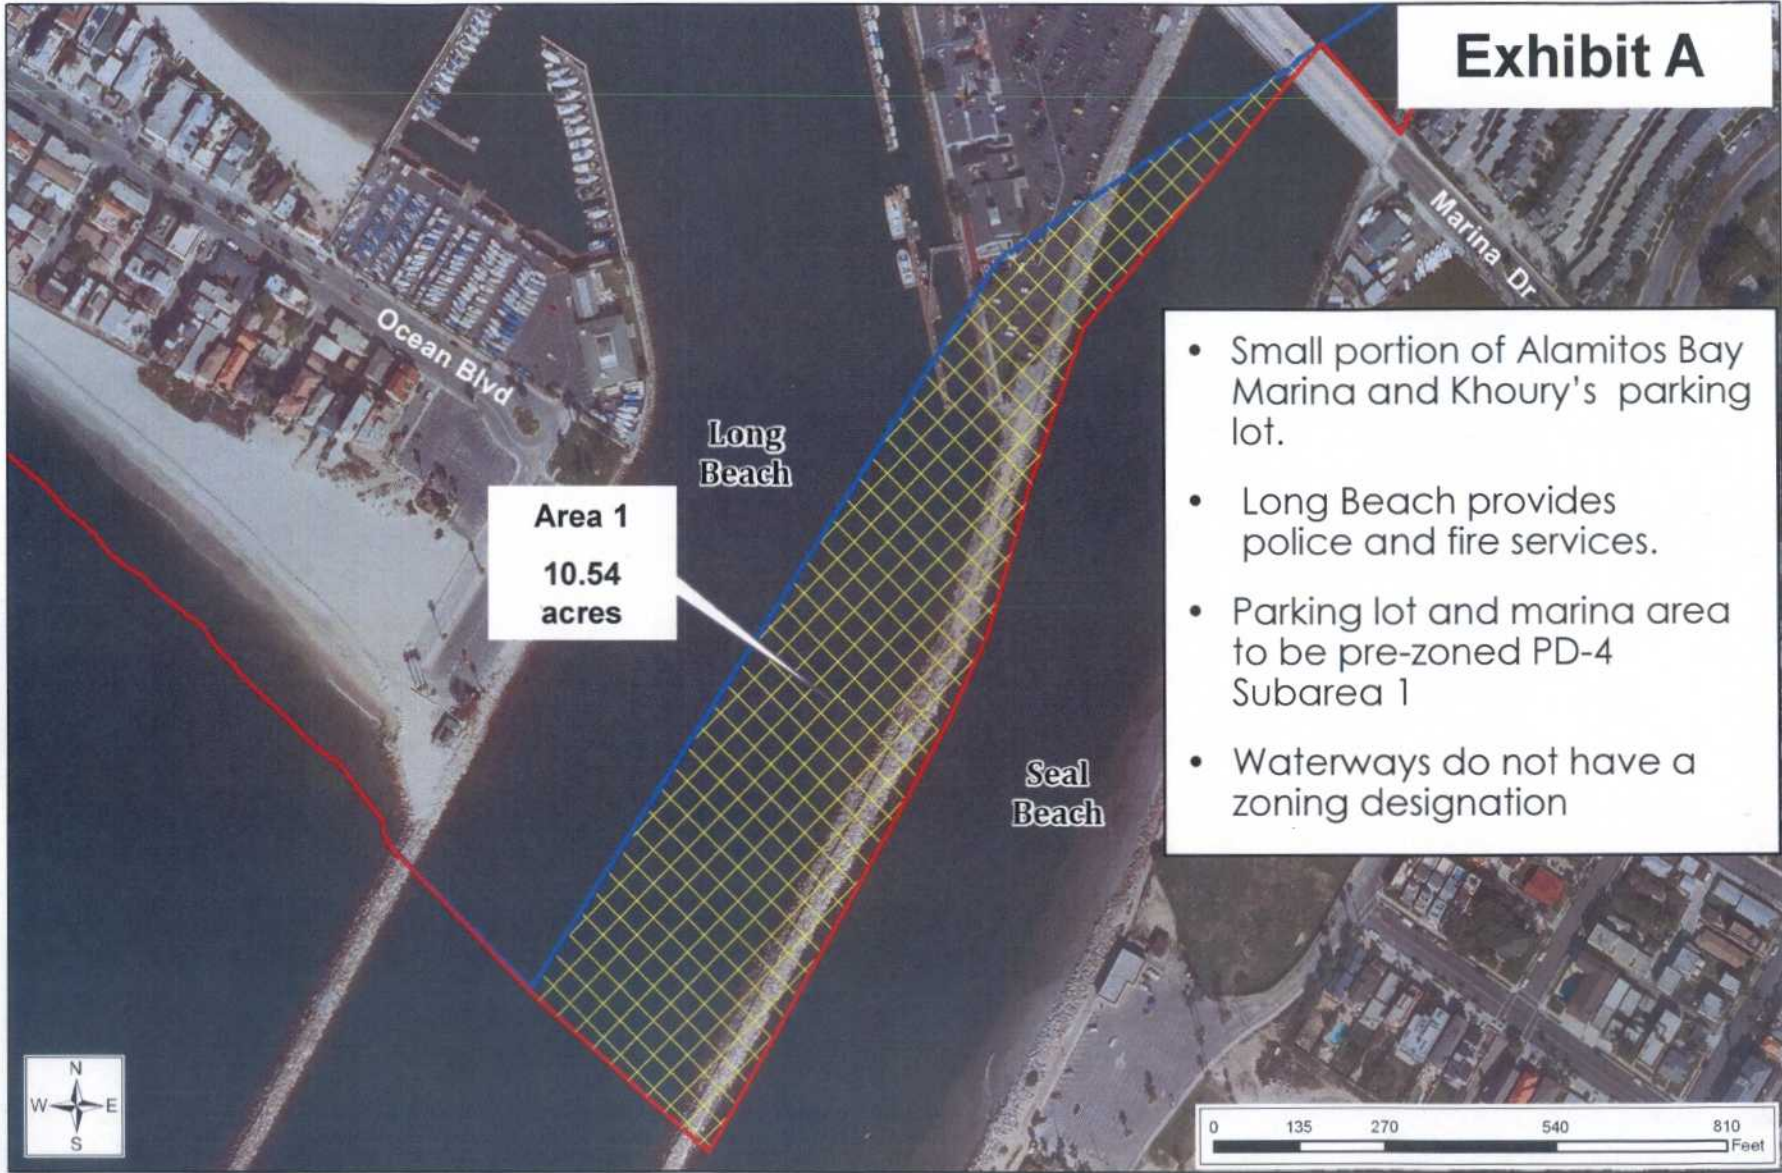 Exhibit A
Marina Dr
Ocean Blvd
Long
Beach
Area 1
10.54
acres
• Small portion of Alamitos Bay
Marina and Khoury's parking
lot.
• Long Beach provides
police and fire services.
• Parking lot and marina area
to be pre-zoned PD-4
Subarea 1
• Waterways do not have a
zoning designation
Seal
Beach
N
W E
S
0 135 270 540 810
Feet